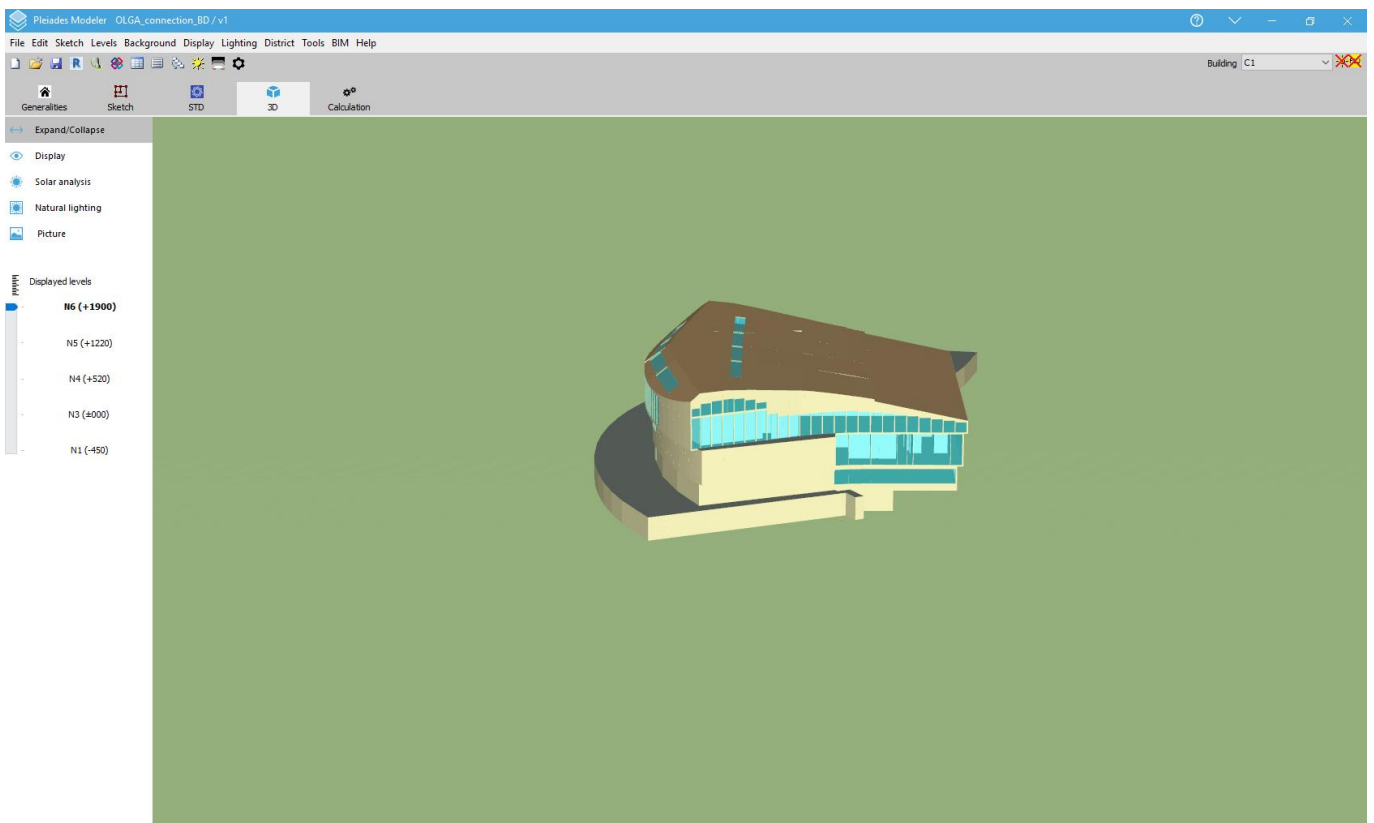 Pleiades Modeler OLGA_connection_BD / v1
File Edit Sketch Levels Background Display Lighting District Tools BIM Help
R
Building C1
Generalities Sketch STD 3D Calculation
Expand/Collapse
Display
Solar analysis
Natural lighting
Picture
Displayed levels
N6 (+1900)
N5 (+1220)
N4 (+520)
N3 (±000)
N1 (-450)